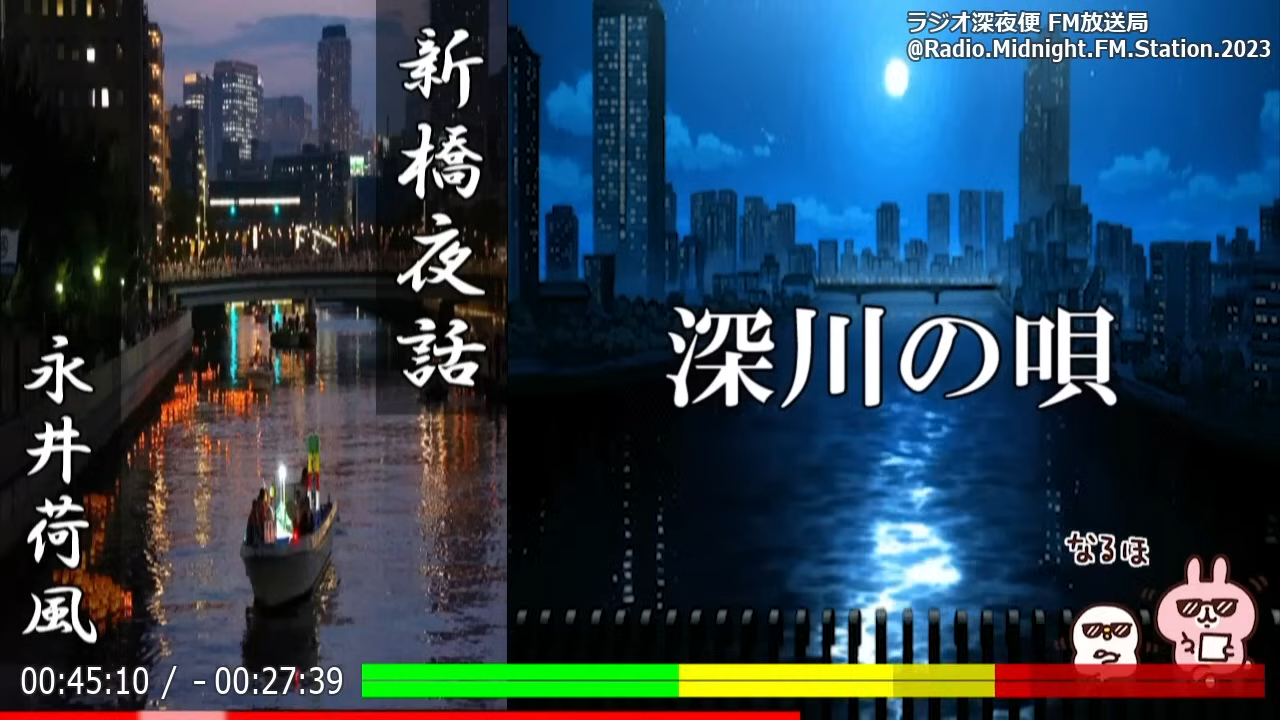 ラジオ深夜便 FM放送局
@Radio.Midnight.FM.Station.2023
新橋夜話
永井荷風
深川の唄
なるほ
00:45:10 / -00:27:39